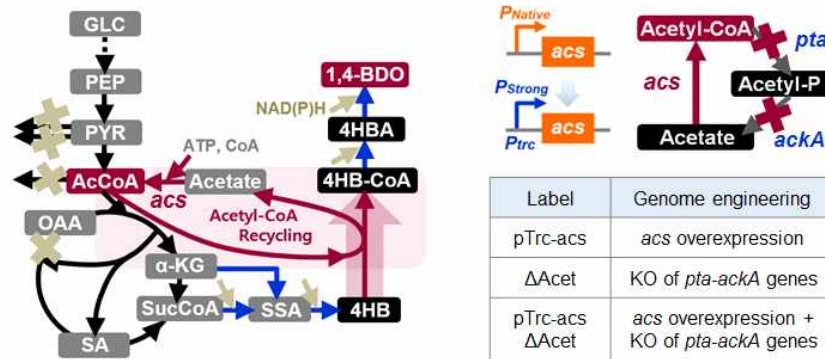 GLC
PEP
PYR
AcCoA
OAA
SA
α-KG
SucCoA
SSA
4HB
4HB-CoA
4HBA
1,4-BDO
NAD(P)H
ATP, CoA
Acetate
acs
Acetyl-CoA
Recycling
PNative
acs
PStrong
Ptrc
acs
Acetyl-CoA
pta
Acetyl-P
acs
Acetate
ackA
Label Genome engineering
pTrc-acs acs overexpression
ΔAcet KO of pta-ackA genes
pTrc-acs acs overexpression +
ΔAcet KO of pta-ackA genes